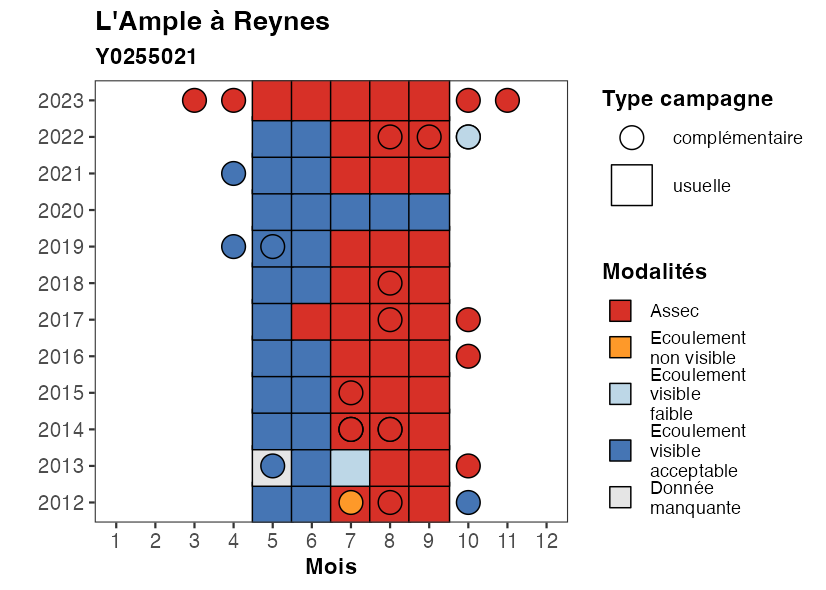 L'Ample à Reynes
Y0255021
2023
2022
2021
2020
2019
2018
2017
2016
2015
2014
2013
2012
1 2 3 4 5 6 7 8 9 10 11 12
Mois
Type campagne
complémentaire
usuelle
Modalités
Assec
Ecoulement
non visible
Ecoulement
visible
faible
Ecoulement
visible
acceptable
Donnée
manquante